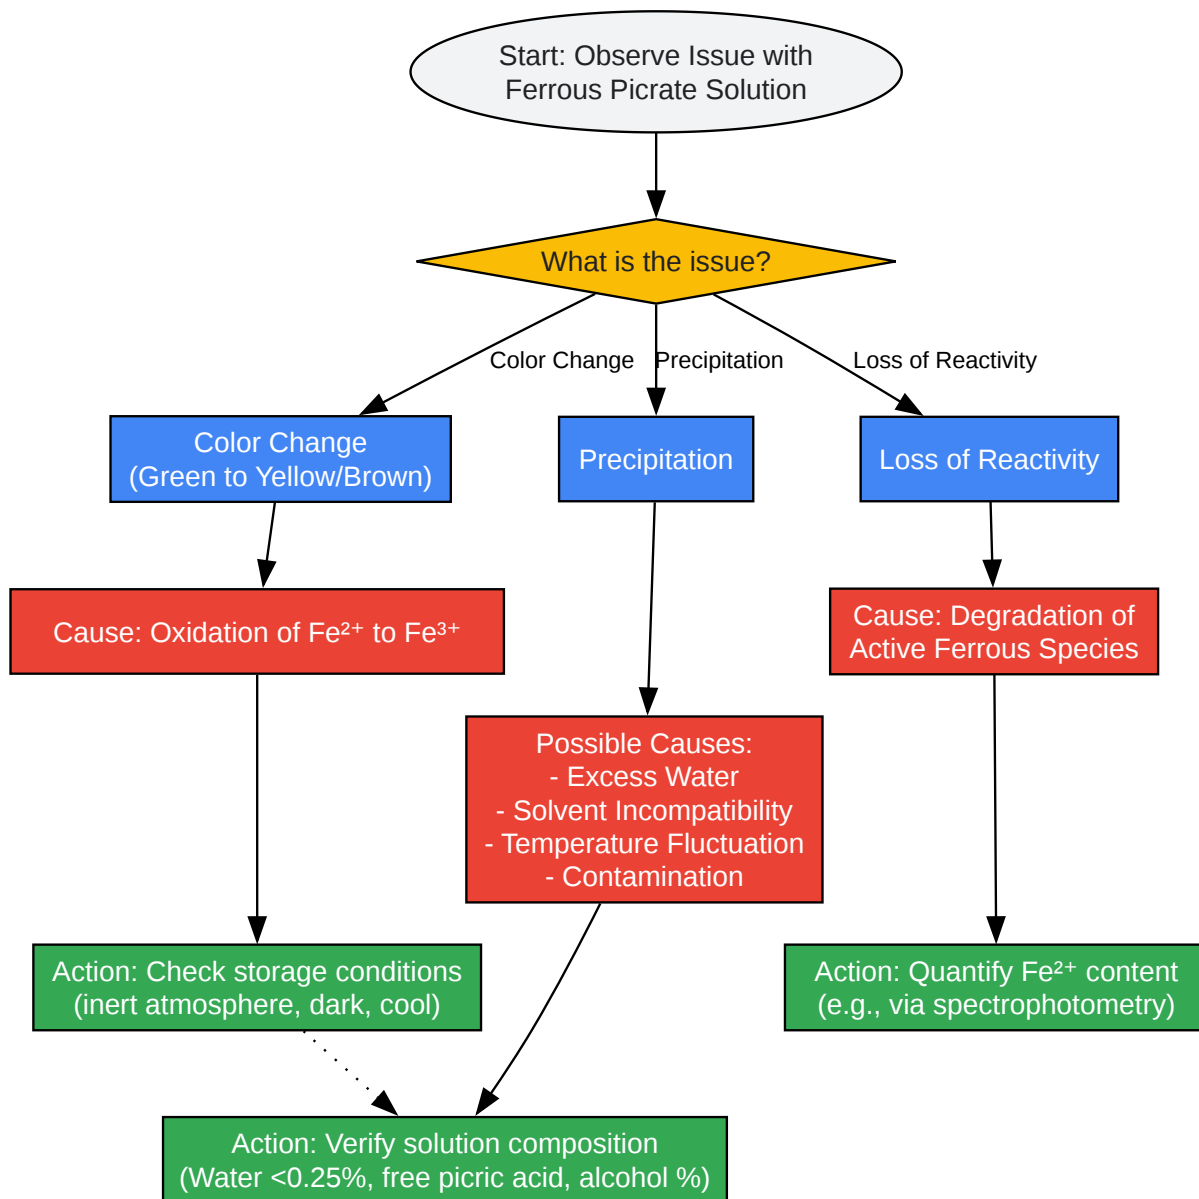 Start: Observe Issue with
Ferrous Picrate Solution
What is the issue?
Color Change
Precipitation
Loss of Reactivity
Color Change
(Green to Yellow/Brown)
Precipitation
Loss of Reactivity
Cause: Oxidation of Fe²⁺ to Fe³⁺
Cause: Degradation of
Active Ferrous Species
Possible Causes:
- Excess Water
- Solvent Incompatibility
- Temperature Fluctuation
- Contamination
Action: Check storage conditions
(inert atmosphere, dark, cool)
Action: Quantify Fe²⁺ content
(e.g., via spectrophotometry)
Action: Verify solution composition
(Water <0.25%, free picric acid, alcohol %)